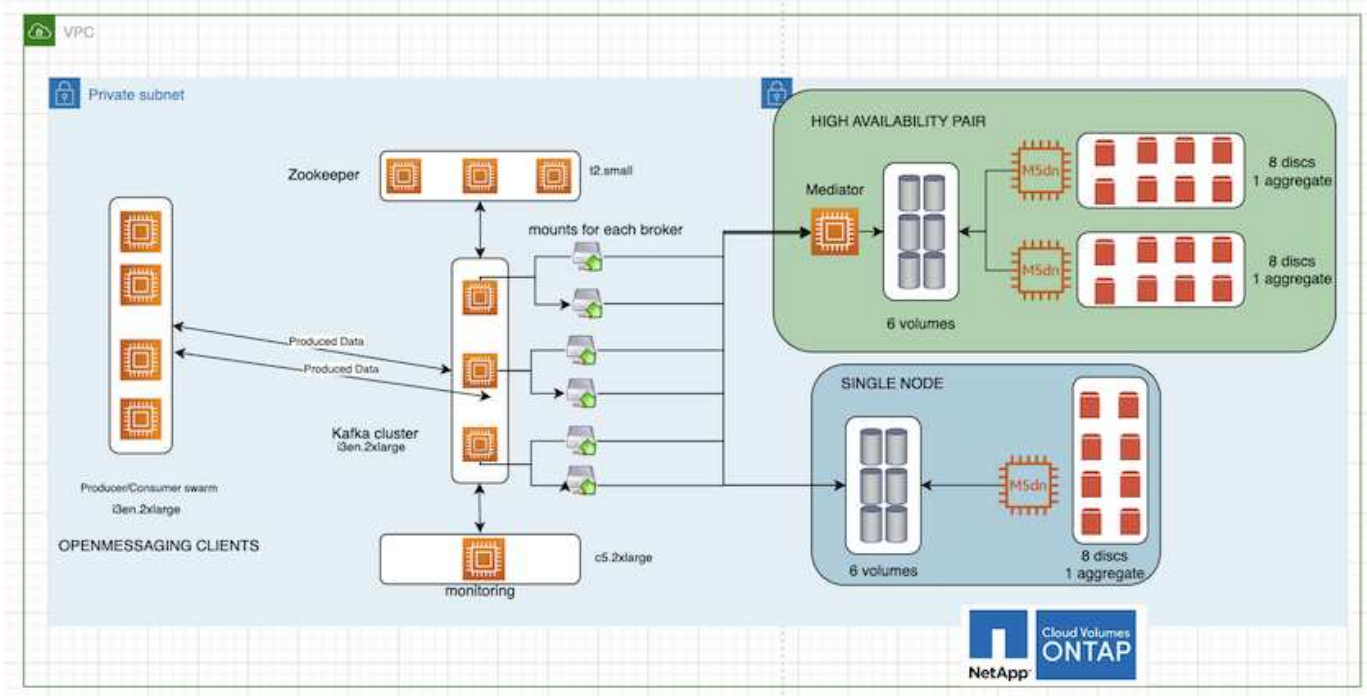 VPC
Private subnet
HIGH AVAILABILITY PAIR
Zookeeper
t2.small
Mediator
M5dn
8 discs
1 aggregate
mounts for each broker
M5dn
8 discs
1 aggregate
6 volumes
Produced Data
Produced Data
SINGLE NODE
Kafka cluster
i3en.2xlarge
M5dn
Producer/Consumer swarm
i3en.2xlarge
OPENMESSAGING CLIENTS
c5.2xlarge
monitoring
6 volumes
8 discs
1 aggregate
NetApp
Cloud Volumes
ONTAP